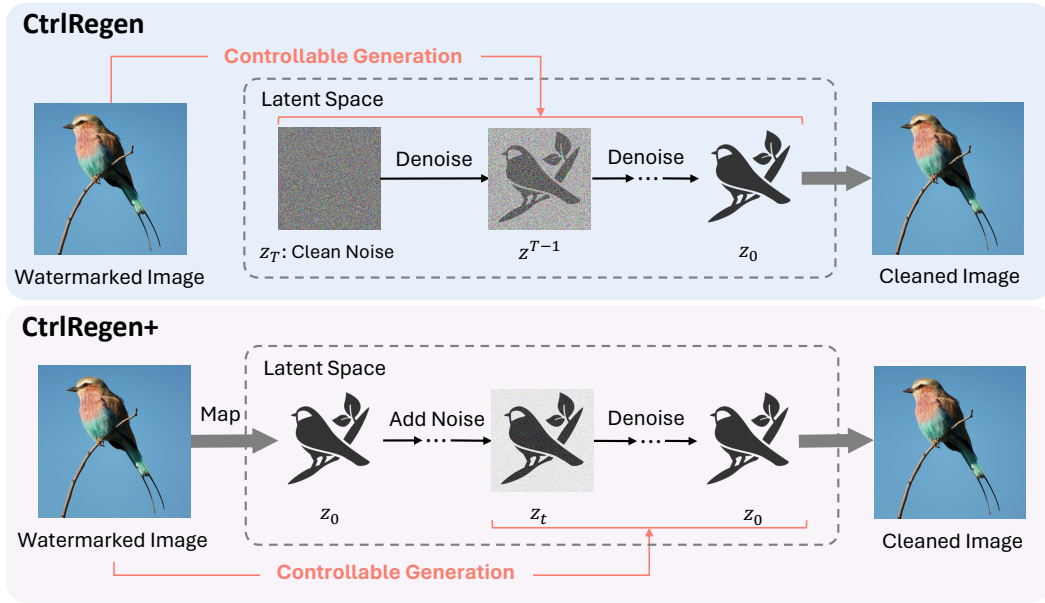 CtrlRegen
Controllable Generation
Latent Space
Denoise
Denoise
...
z_T: Clean Noise
z^{T−1}
z_0
Watermarked Image
Cleaned Image
CtrlRegen+
Latent Space
Map
Add Noise
...
Denoise
...
z_0
z_t
z_0
Watermarked Image
Cleaned Image
Controllable Generation